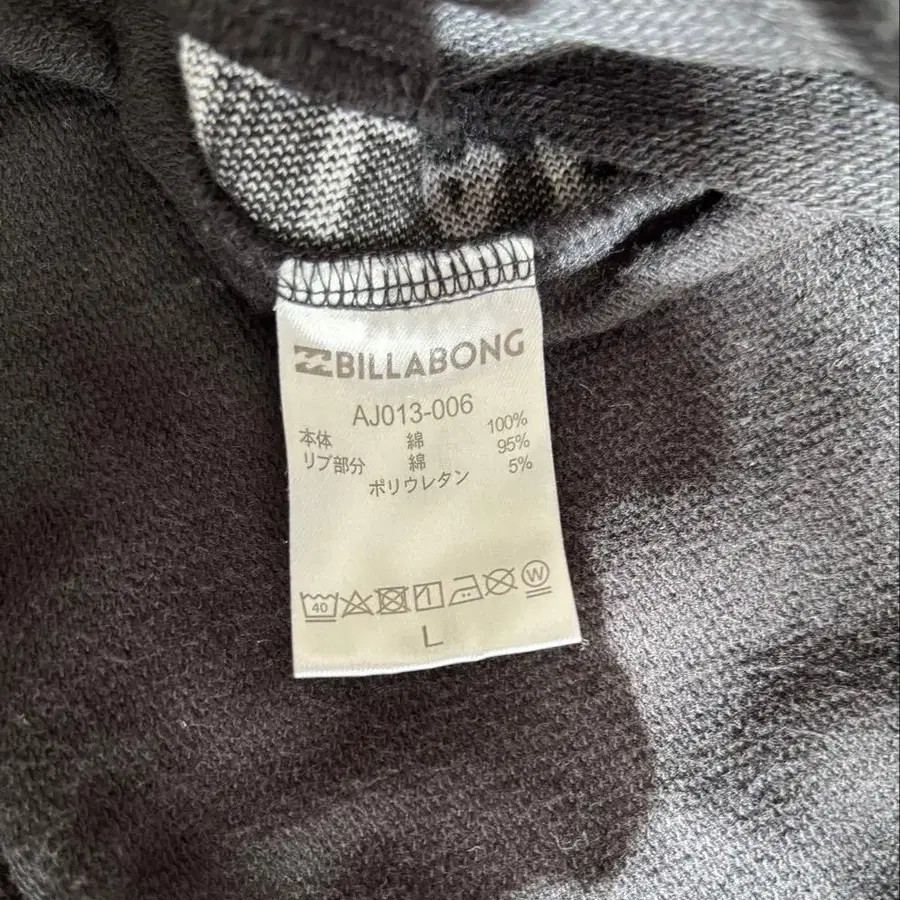 BILLABONG
AJ013-006
本体 綿 100%
リブ部分 綿 95%
ポリウレタン 5%
40 W
L